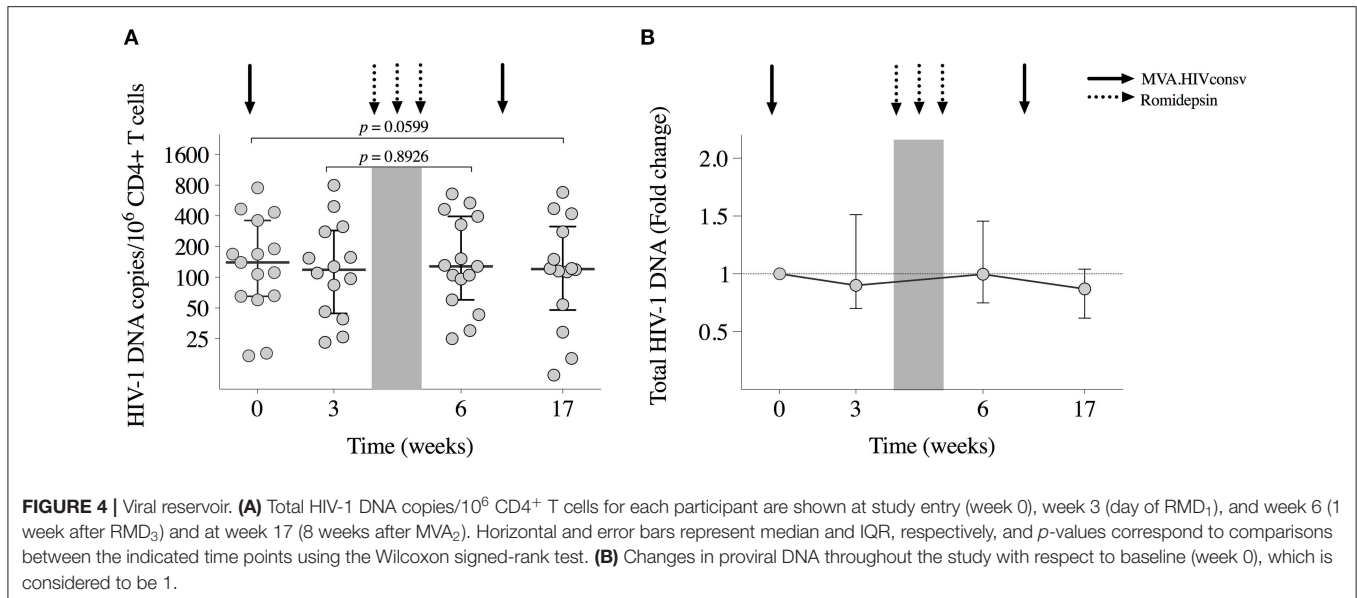 A
B
MVA.HIVconsv
Romidepsin
HIV-1 DNA copies/10⁶ CD4+ T cells
p = 0.0599
p = 0.8926
1600
800
400
200
100
50
25
0 3 6 17
Time (weeks)
Total HIV-1 DNA (Fold change)
2.0
1.5
1
0.5
0 3 6 17
Time (weeks)
FIGURE 4 | Viral reservoir. (A) Total HIV-1 DNA copies/10⁶ CD4⁺ T cells for each participant are shown at study entry (week 0), week 3 (day of RMD₁), and week 6 (1
week after RMD₃) and at week 17 (8 weeks after MVA₂). Horizontal and error bars represent median and IQR, respectively, and p-values correspond to comparisons
between the indicated time points using the Wilcoxon signed-rank test. (B) Changes in proviral DNA throughout the study with respect to baseline (week 0), which is
considered to be 1.